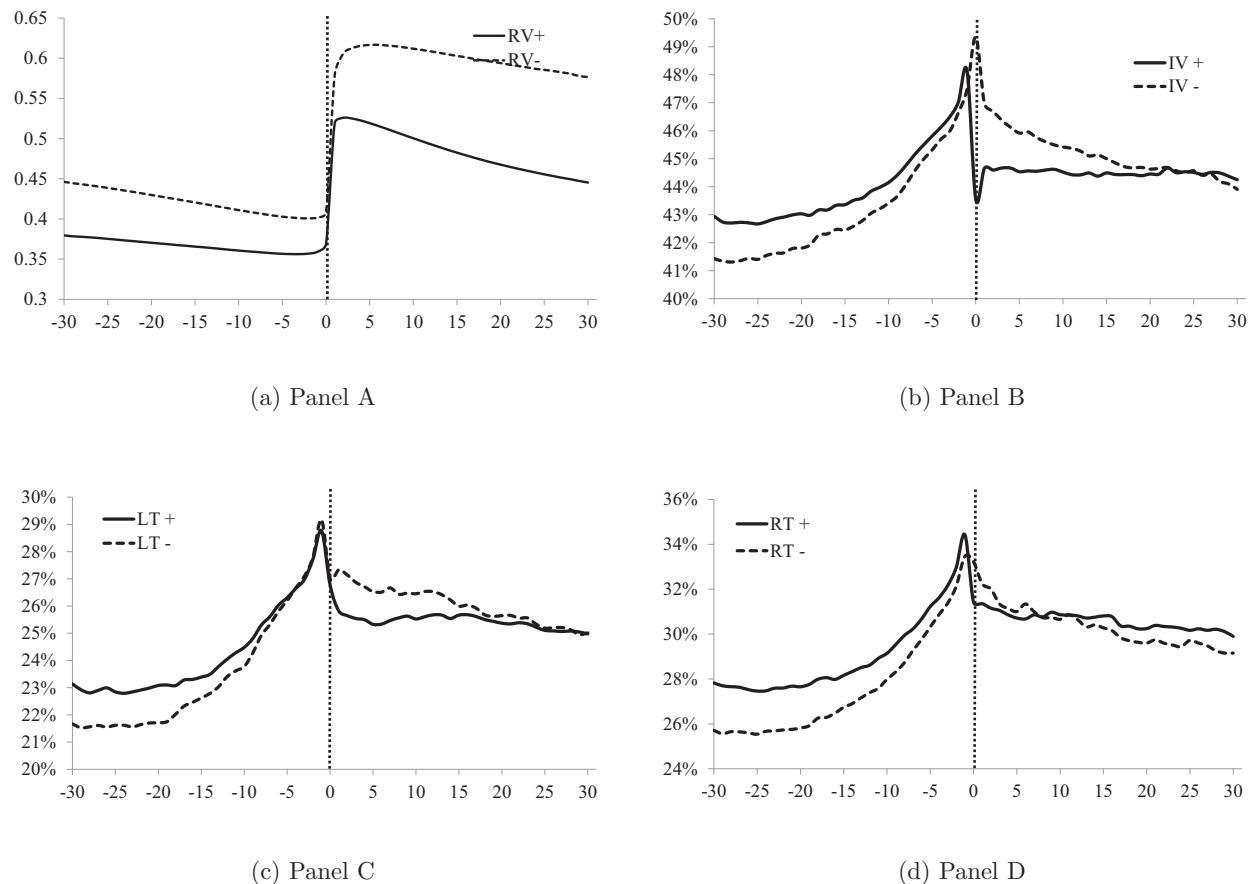 0.65
0.6
0.55
0.5
0.45
0.4
0.35
0.3
-30 -25 -20 -15 -10 -5 0 5 10 15 20 25 30
RV+
RV-
(a) Panel A
50%
49%
48%
47%
46%
45%
44%
43%
42%
41%
40%
-30 -25 -20 -15 -10 -5 0 5 10 15 20 25 30
IV +
IV -
(b) Panel B
30%
29%
28%
27%
26%
25%
24%
23%
22%
21%
20%
-30 -25 -20 -15 -10 -5 0 5 10 15 20 25 30
LT +
LT -
(c) Panel C
36%
34%
32%
30%
28%
26%
24%
-30 -25 -20 -15 -10 -5 0 5 10 15 20 25 30
RT +
RT -
(d) Panel D